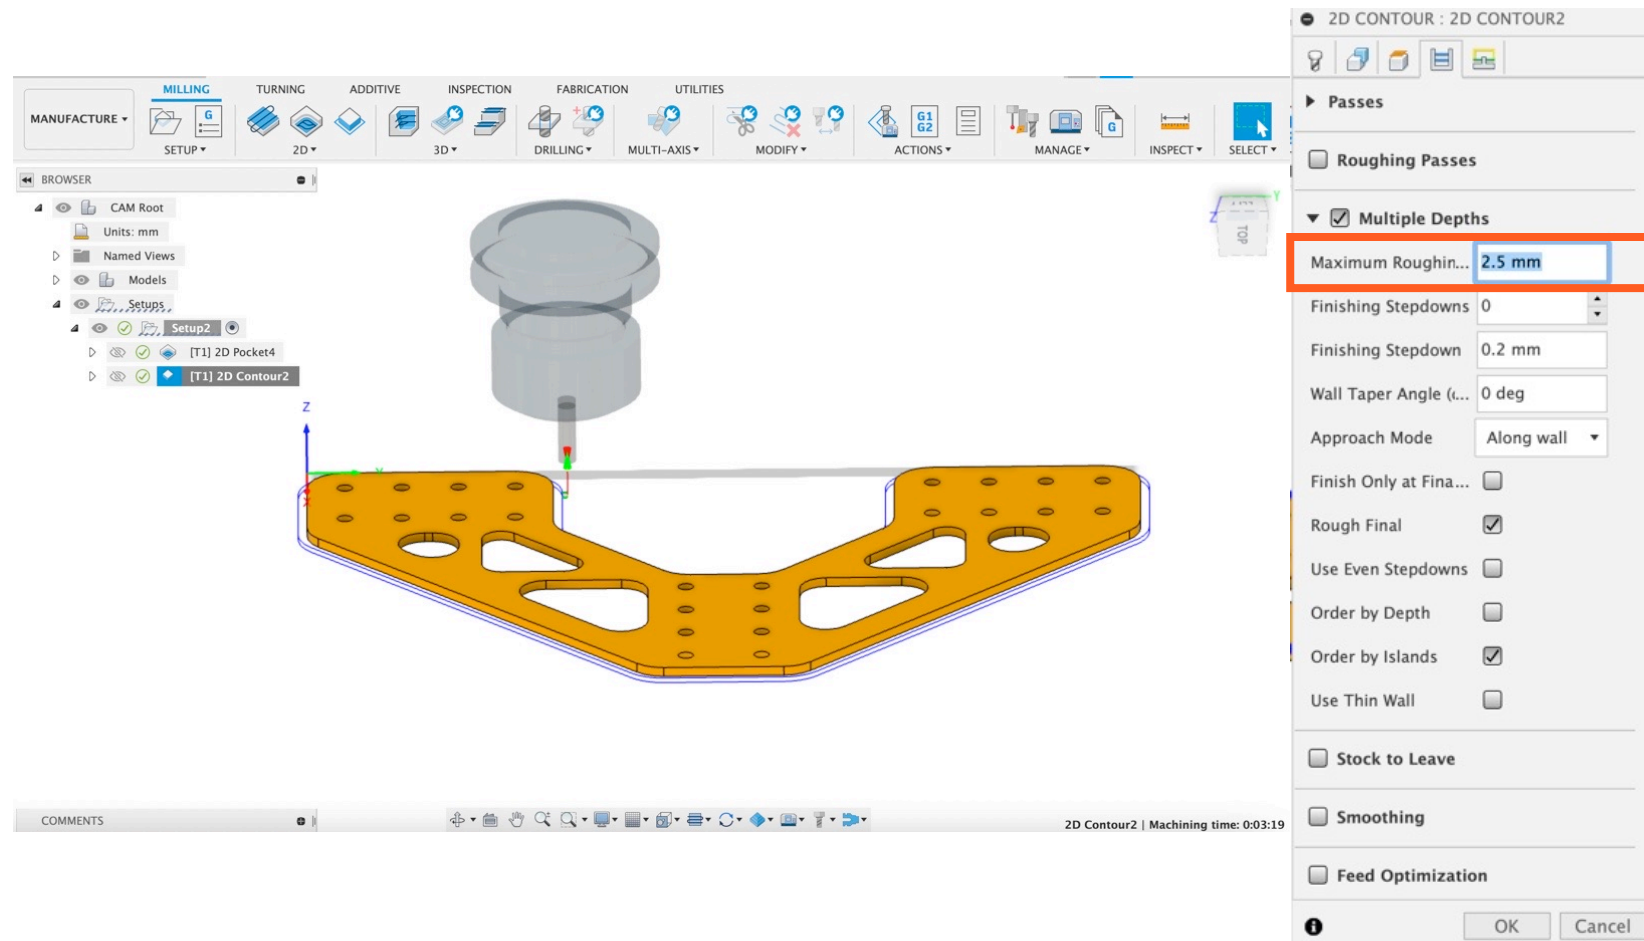 2D CONTOUR : 2D CONTOUR2
MILLING TURNING ADDITIVE INSPECTION FABRICATION UTILITIES
MANUFACTURE
G G1 G2 G
SETUP 2D 3D DRILLING MULTI-AXIS MODIFY ACTIONS MANAGE INSPECT SELECT
BROWSER
CAM Root
Units: mm
Named Views
Models
Setups
Setup2
[T1] 2D Pocket4
[T1] 2D Contour2
Z
Y
X
Y
Z
TOP
COMMENTS
2D Contour2 | Machining time: 0:03:19
Passes
Roughing Passes
Multiple Depths
Maximum Roughin... 2.5 mm
Finishing Stepdowns 0
Finishing Stepdown 0.2 mm
Wall Taper Angle (... 0 deg
Approach Mode Along wall
Finish Only at Fina...
Rough Final
Use Even Stepdowns
Order by Depth
Order by Islands
Use Thin Wall
Stock to Leave
Smoothing
Feed Optimization
OK Cancel